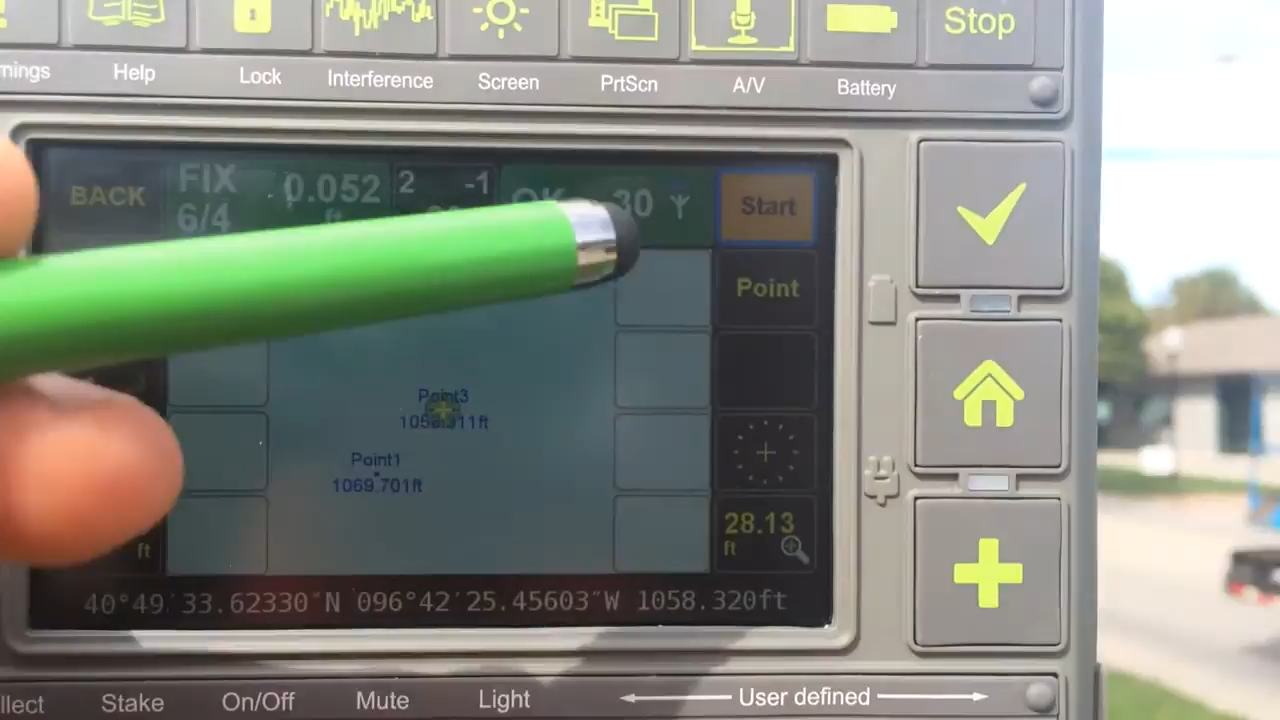 Stop
Help
Lock
Interference
Screen
PrtScn
A/V
Battery
BACK
FIX
0.052
2
-1
30
Start
6/4
ft
Point
Point3
Point1
1069.701ft
28.13
ft
ft
40°49'33.62330"N 096°42'25.45603"W 1058.320ft
Stake
On/Off
Mute
Light
User defined